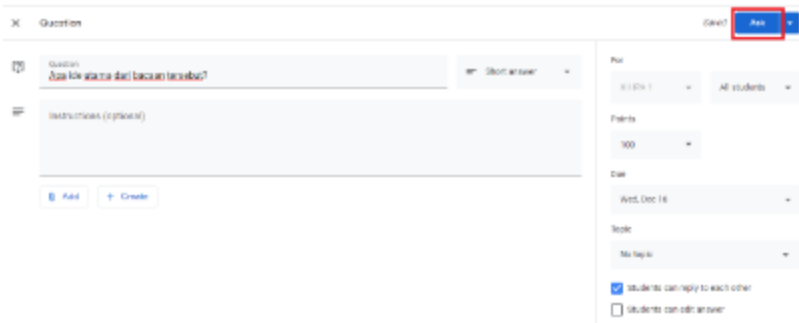 Question
Saved
Ask
Question
Apa ide utama dari bacaan tersebut?
Short answer
Instructions (optional)
Add
Create
For
All students
Points
100
Due
Wed, Dec 16
Topic
No topic
Students can reply to each other
Students can edit answer